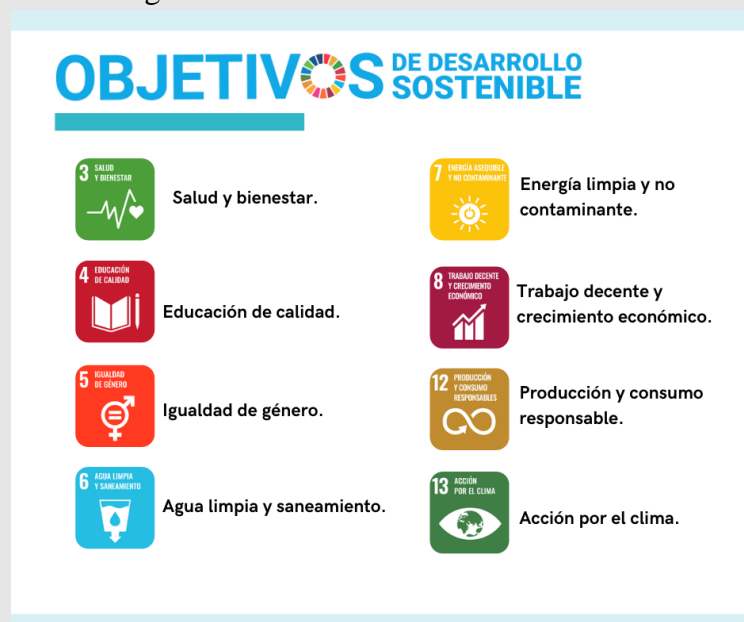 OBJETIVOS DE DESARROLLO
SOSTENIBLE
3 SALUD
Y BIENESTAR
Salud y bienestar.
4 EDUCACIÓN
DE CALIDAD
Educación de calidad.
5 IGUALDAD
DE GÉNERO
Igualdad de género.
6 AGUA LIMPIA
Y SANEAMIENTO
Agua limpia y saneamiento.
7 ENERGÍA ASEQUIBLE
Y NO CONTAMINANTE
Energía limpia y no
contaminante.
8 TRABAJO DECENTE
Y CRECIMIENTO
ECONÓMICO
Trabajo decente y
crecimiento económico.
12 PRODUCCIÓN
Y CONSUMO
RESPONSABLES
Producción y consumo
responsable.
13 ACCIÓN
POR EL CLIMA
Acción por el clima.